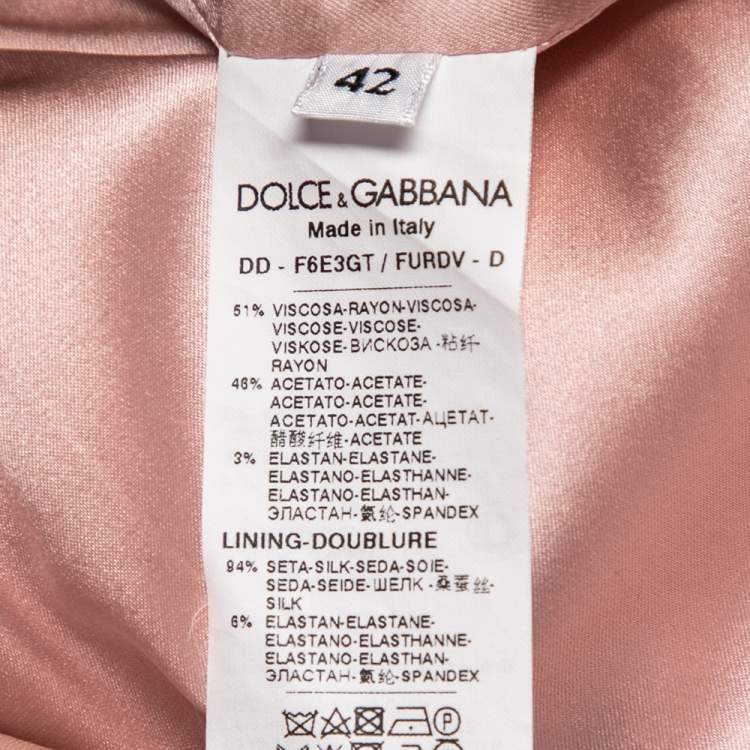 42
DOLCE & GABBANA
Made in Italy
DD - F6E3GT / FURDV - D
51% VISCOSA-RAYON-VISCOSA-
VISCOSE-VISCOSE-
VISKOSE-ВИСКОЗА-粘纤-
RAYON
46% ACETATO-ACETATE-
ACETATO-ACETATE-
ACETATO-ACETAT-АЦЕТАТ-
醋酸纤维-ACETATE
3% ELASTAN-ELASTANE-
ELASTANO-ELASTHANNE-
ELASTANO-ELASTHAN-
ЭЛАСТАН-氨纶-SPANDEX
LINING-DOUBLURE
94% SETA-SILK-SEDA-SOIE-
SEDA-SEIDE-ШЕЛК-桑蚕丝-
SILK
6% ELASTAN-ELASTANE-
ELASTANO-ELASTHANNE-
ELASTANO-ELASTHAN-
ЭЛАСТАН-氨纶-SPANDEX
P